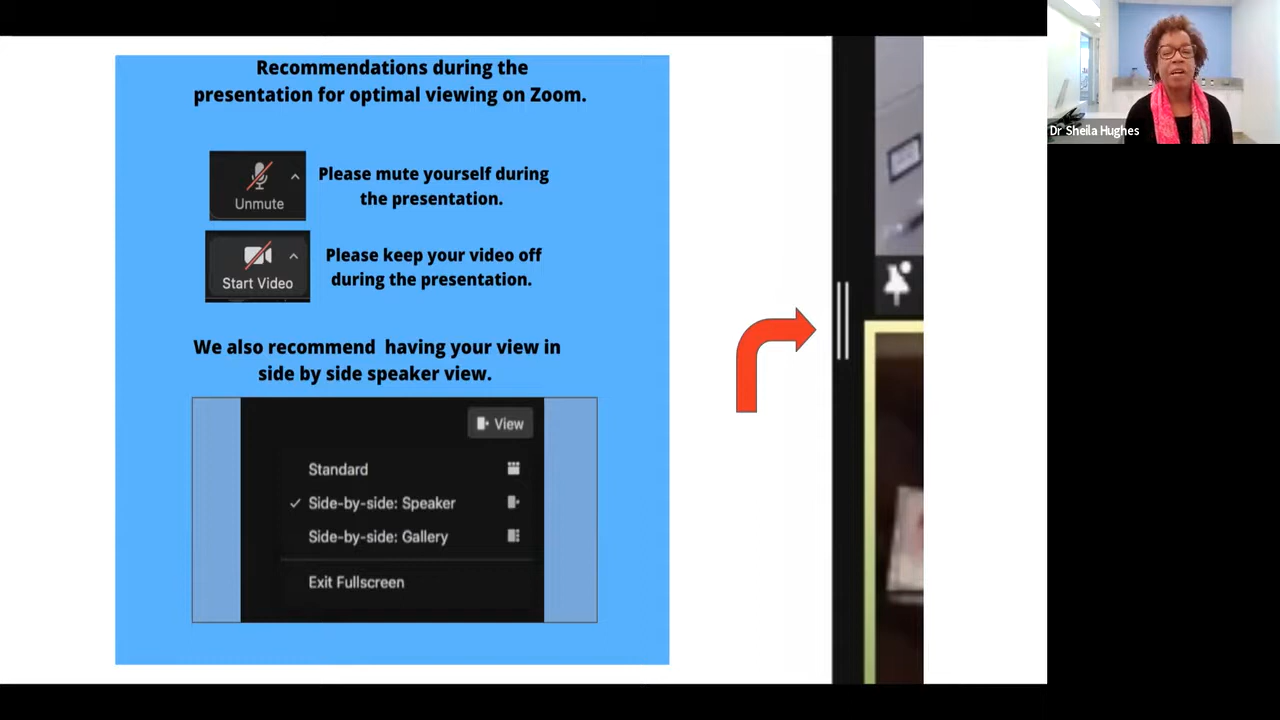 Recommendations during the
presentation for optimal viewing on Zoom.
Unmute
Please mute yourself during
the presentation.
Start Video
Please keep your video off
during the presentation.
We also recommend having your view in
side by side speaker view.
View
Standard
Side-by-side: Speaker
Side-by-side: Gallery
Exit Fullscreen
Dr Sheila Hughes